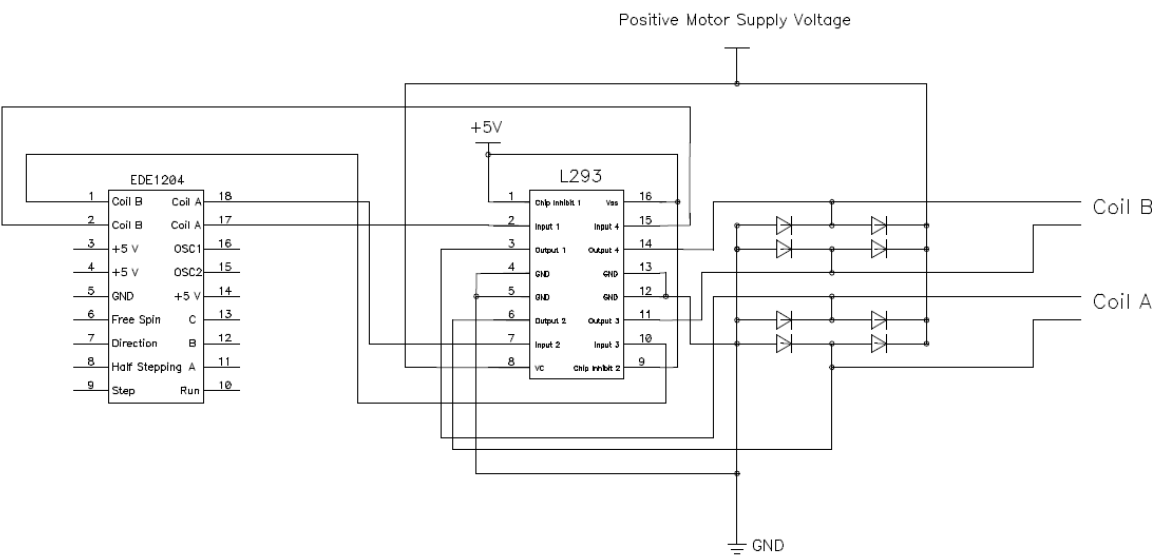 Positive Motor Supply Voltage
+5V
EDE1204
1 Coil B Coil A 18
2 Coil B Coil A 17
3 +5 V OSC1 16
4 +5 V OSC2 15
5 GND +5 V 14
6 Free Spin C 13
7 Direction B 12
8 Half Stepping A 11
9 Step Run 10
L293
1 Chip Inhibit 1 Vss 16
2 Input 1 Input 4 15
3 Output 1 Output 4 14
4 GND GND 13
5 GND GND 12
6 Output 2 Output 3 11
7 Input 2 Input 3 10
8 VC Chip Inhibit 2 9
Coil B
Coil A
GND